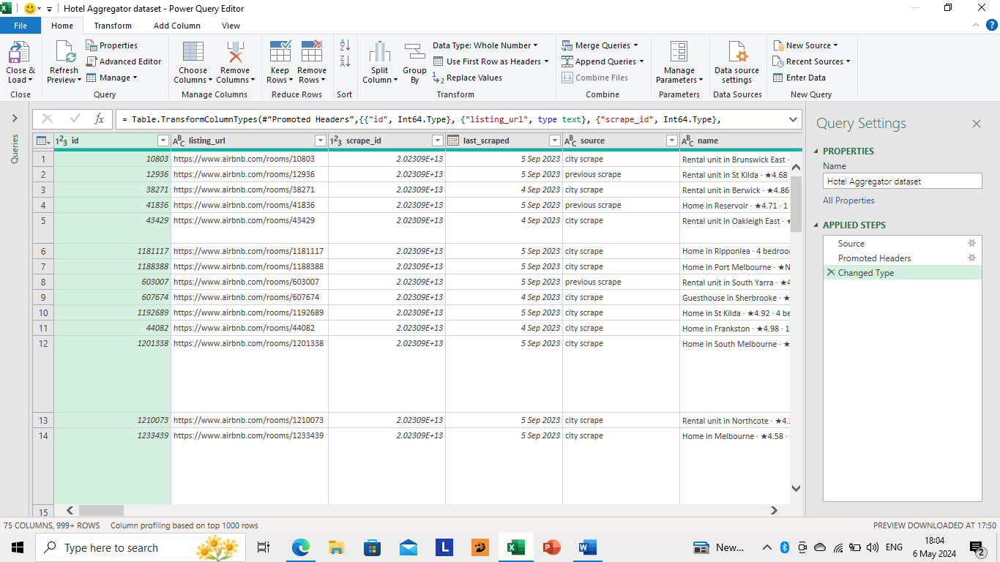 Hotel Aggregator dataset - Power Query Editor
File Home Transform Add Column View
Close & Load
Close
Refresh Preview
Properties
Advanced Editor
Manage
Query
Choose Columns
Remove Columns
Manage Columns
Keep Rows
Remove Rows
Reduce Rows
Sort
Split Column
Group By
Data Type: Whole Number
Use First Row as Headers
Replace Values
Transform
Merge Queries
Append Queries
Combine Files
Combine
Manage Parameters
Parameters
Data source settings
Data Sources
New Source
Recent Sources
Enter Data
New Query
Queries
fx = Table.TransformColumnTypes(#"Promoted Headers",{{"id", Int64.Type}, {"listing_url", type text}, {"scrape_id", Int64.Type},
id listing_url scrape_id last_scraped source name
1 10803 https://www.airbnb.com/rooms/10803 2.02309E+13 5 Sep 2023 city scrape Rental unit in Brunswick East ·
2 12936 https://www.airbnb.com/rooms/12936 2.02309E+13 5 Sep 2023 previous scrape Rental unit in St Kilda · ★4.68
3 38271 https://www.airbnb.com/rooms/38271 2.02309E+13 4 Sep 2023 city scrape Rental unit in Berwick · ★4.86
4 41836 https://www.airbnb.com/rooms/41836 2.02309E+13 5 Sep 2023 previous scrape Home in Reservoir · ★4.71 · 1
5 43429 https://www.airbnb.com/rooms/43429 2.02309E+13 4 Sep 2023 city scrape Rental unit in Oakleigh East · ★
6 1181117 https://www.airbnb.com/rooms/1181117 2.02309E+13 5 Sep 2023 city scrape Home in Ripponlea · 4 bedroo
7 1188388 https://www.airbnb.com/rooms/1188388 2.02309E+13 5 Sep 2023 city scrape Home in Port Melbourne · ★N
8 603007 https://www.airbnb.com/rooms/603007 2.02309E+13 5 Sep 2023 previous scrape Rental unit in South Yarra · ★4
9 607674 https://www.airbnb.com/rooms/607674 2.02309E+13 4 Sep 2023 city scrape Guesthouse in Sherbrooke · ★
10 1192689 https://www.airbnb.com/rooms/1192689 2.02309E+13 5 Sep 2023 city scrape Home in St Kilda · ★4.92 · 4 be
11 44082 https://www.airbnb.com/rooms/44082 2.02309E+13 4 Sep 2023 city scrape Home in Frankston · ★4.98 · 1
12 1201338 https://www.airbnb.com/rooms/1201338 2.02309E+13 5 Sep 2023 city scrape Home in South Melbourne · ★
13 1210073 https://www.airbnb.com/rooms/1210073 2.02309E+13 5 Sep 2023 city scrape Rental unit in Northcote · ★4.
14 1233439 https://www.airbnb.com/rooms/1233439 2.02309E+13 5 Sep 2023 city scrape Home in Melbourne · ★4.58 ·
15
Query Settings
PROPERTIES
Name
Hotel Aggregator dataset
All Properties
APPLIED STEPS
Source
Promoted Headers
Changed Type
75 COLUMNS, 999+ ROWS Column profiling based on top 1000 rows PREVIEW DOWNLOADED AT 17:50
Type here to search
New...
ENG
18:04
6 May 2024
2